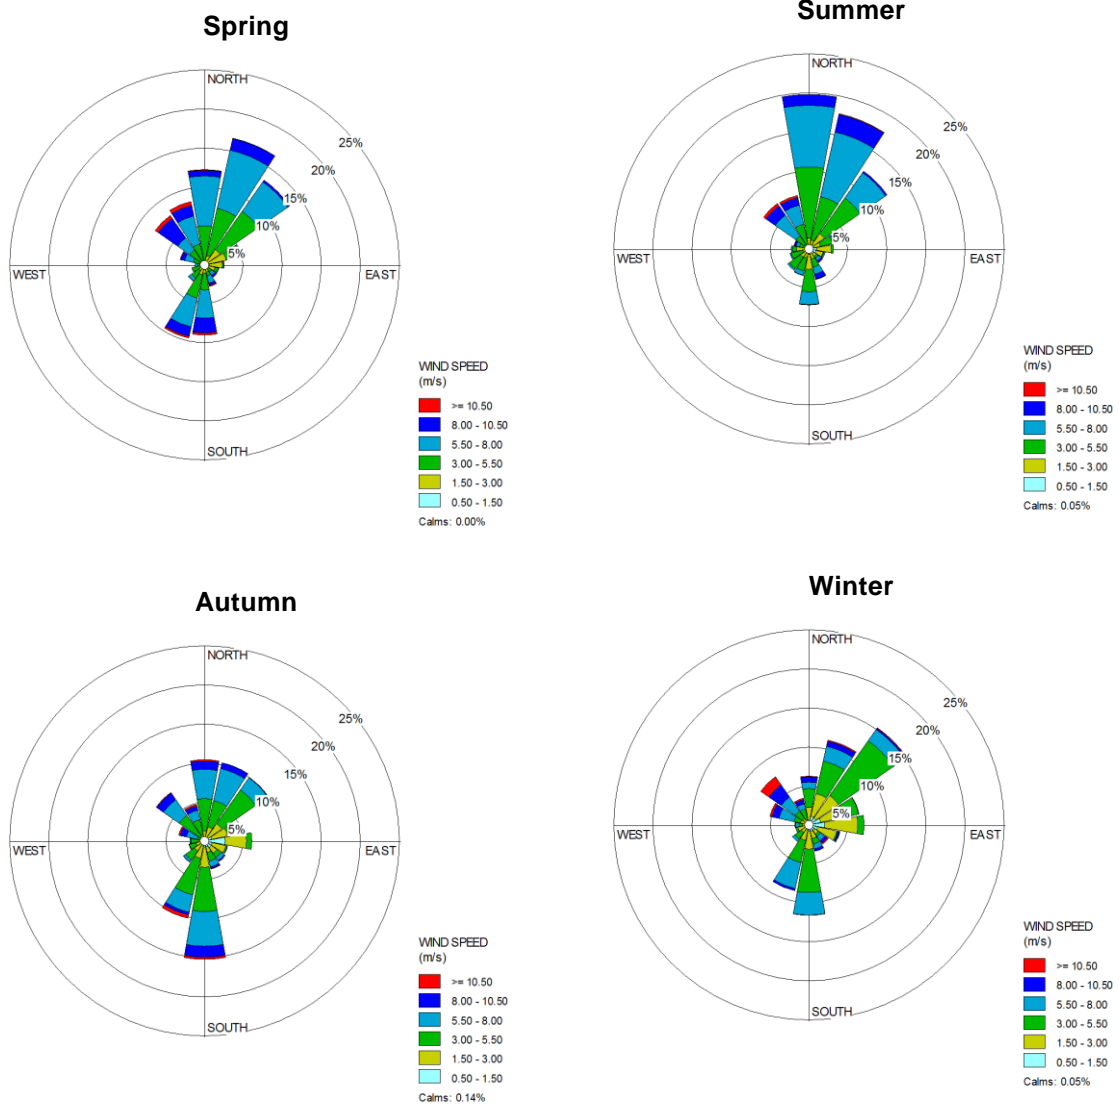 Spring
NORTH
25%
20%
15%
10%
5%
WEST
EAST
SOUTH
WIND SPEED
(m/s)
>= 10.50
8.00 - 10.50
5.50 - 8.00
3.00 - 5.50
1.50 - 3.00
0.50 - 1.50
Calms: 0.00%
Summer
NORTH
25%
20%
15%
10%
5%
WEST
EAST
SOUTH
WIND SPEED
(m/s)
>= 10.50
8.00 - 10.50
5.50 - 8.00
3.00 - 5.50
1.50 - 3.00
0.50 - 1.50
Calms: 0.05%
Autumn
NORTH
25%
20%
15%
10%
5%
WEST
EAST
SOUTH
WIND SPEED
(m/s)
>= 10.50
8.00 - 10.50
5.50 - 8.00
3.00 - 5.50
1.50 - 3.00
0.50 - 1.50
Calms: 0.14%
Winter
NORTH
25%
20%
15%
10%
5%
WEST
EAST
SOUTH
WIND SPEED
(m/s)
>= 10.50
8.00 - 10.50
5.50 - 8.00
3.00 - 5.50
1.50 - 3.00
0.50 - 1.50
Calms: 0.05%